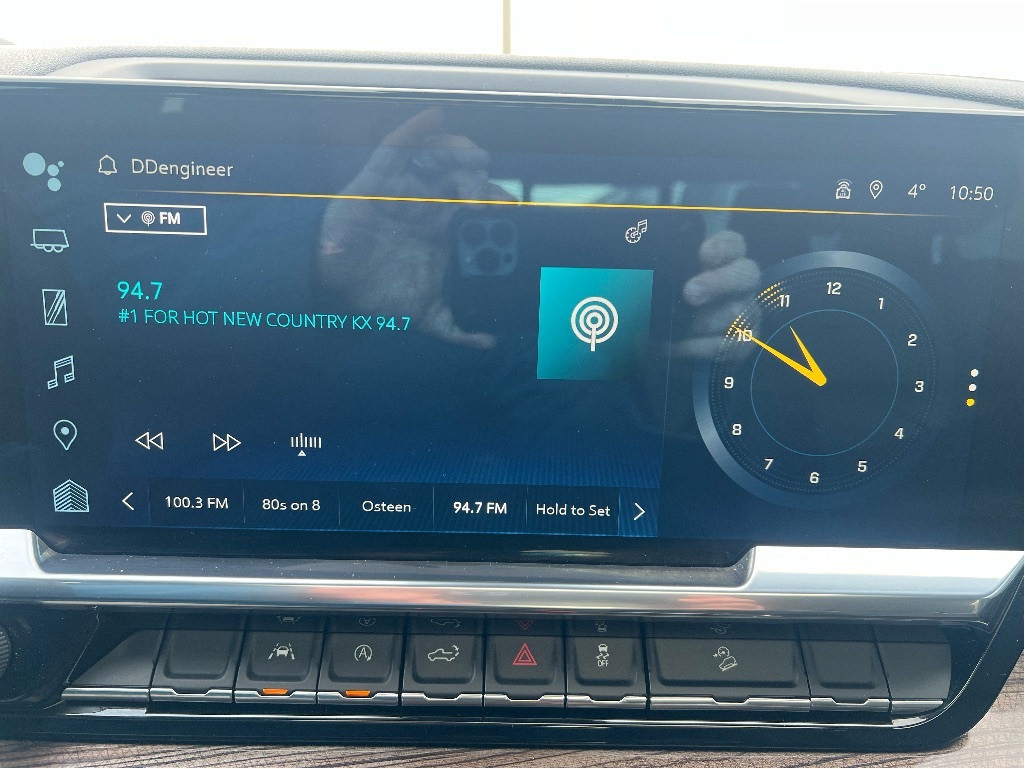 DDengineer
4° 10:50
FM
94.7
#1 FOR HOT NEW COUNTRY KX 94.7
100.3 FM 80s on 8 Osteen 94.7 FM Hold to Set
12
1
2
3
4
5
6
7
8
9
10
11
A
OFF